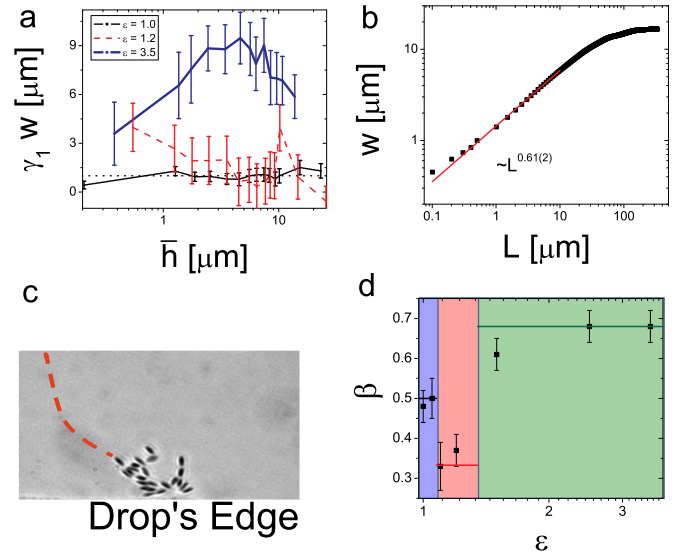 a
ε = 1.0
ε = 1.2
ε = 3.5
γ₁ w [μm]
9
6
3
0
1
10
h̅ [μm]
b
w [μm]
10
1
~L^0.61(2)
0.1
1
10
100
L [μm]
c
Drop's Edge
d
β
0.7
0.6
0.5
0.4
0.3
1
2
3
ε